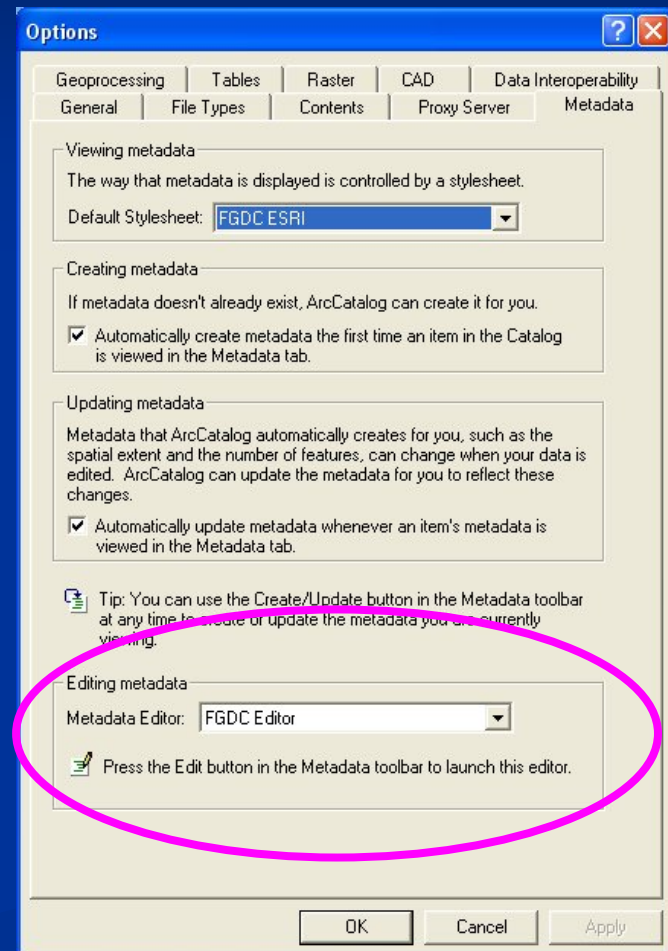 Options
Geoprocessing Tables Raster CAD Data Interoperability
General File Types Contents Proxy Server Metadata
Viewing metadata
The way that metadata is displayed is controlled by a stylesheet.
Default Stylesheet: FGDC ESRI
Creating metadata
If metadata doesn't already exist, ArcCatalog can create it for you.
Automatically create metadata the first time an item in the Catalog
is viewed in the Metadata tab.
Updating metadata
Metadata that ArcCatalog automatically creates for you, such as the
spatial extent and the number of features, can change when your data is
edited. ArcCatalog can update the metadata for you to reflect these
changes.
Automatically update metadata whenever an item's metadata is
viewed in the Metadata tab.
Tip: You can use the Create/Update button in the Metadata toolbar
at any time to create or update the metadata you are currently
viewing.
Editing metadata
Metadata Editor: FGDC Editor
Press the Edit button in the Metadata toolbar to launch this editor.
OK Cancel Apply